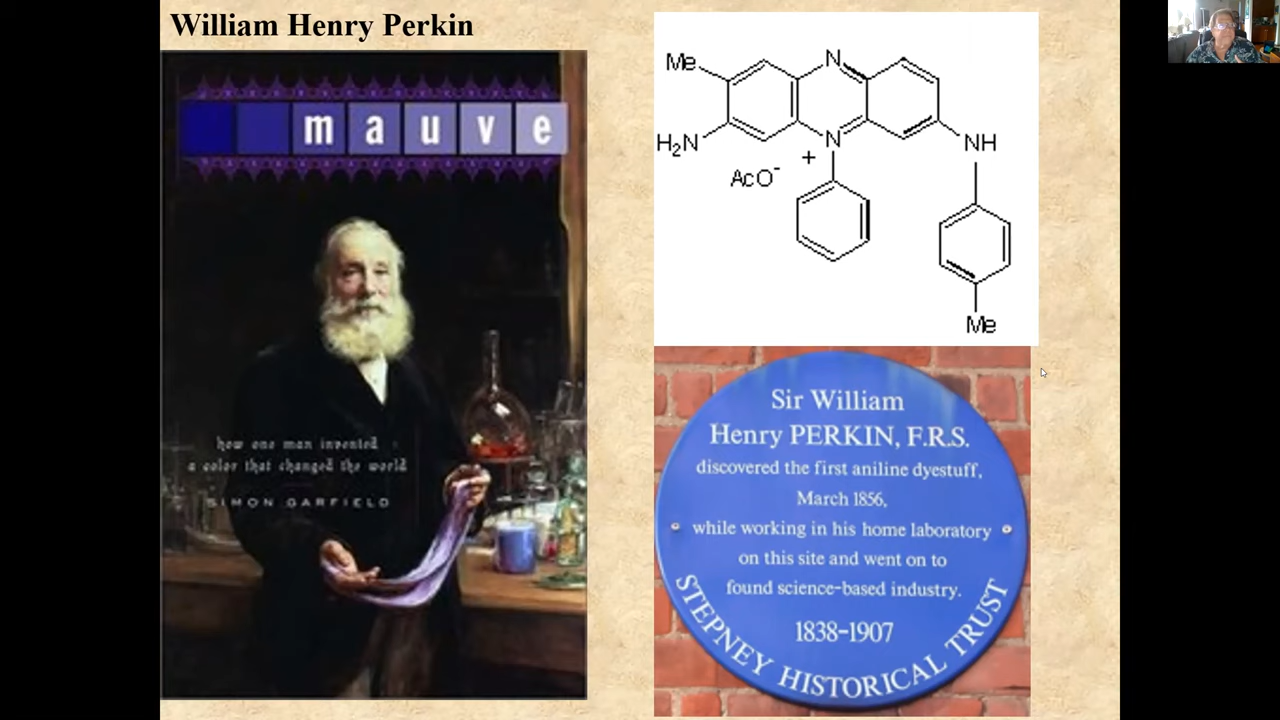 William Henry Perkin
mauve
how one man invented
a color that changed the world
SIMON GARFIELD
Me
N
H₂N
N
+
NH
AcO⁻
Me
Sir William
Henry PERKIN, F.R.S.
discovered the first aniline dyestuff,
March 1856,
while working in his home laboratory
on this site and went on to
found science-based industry.
1838-1907
STEPNEY HISTORICAL TRUST